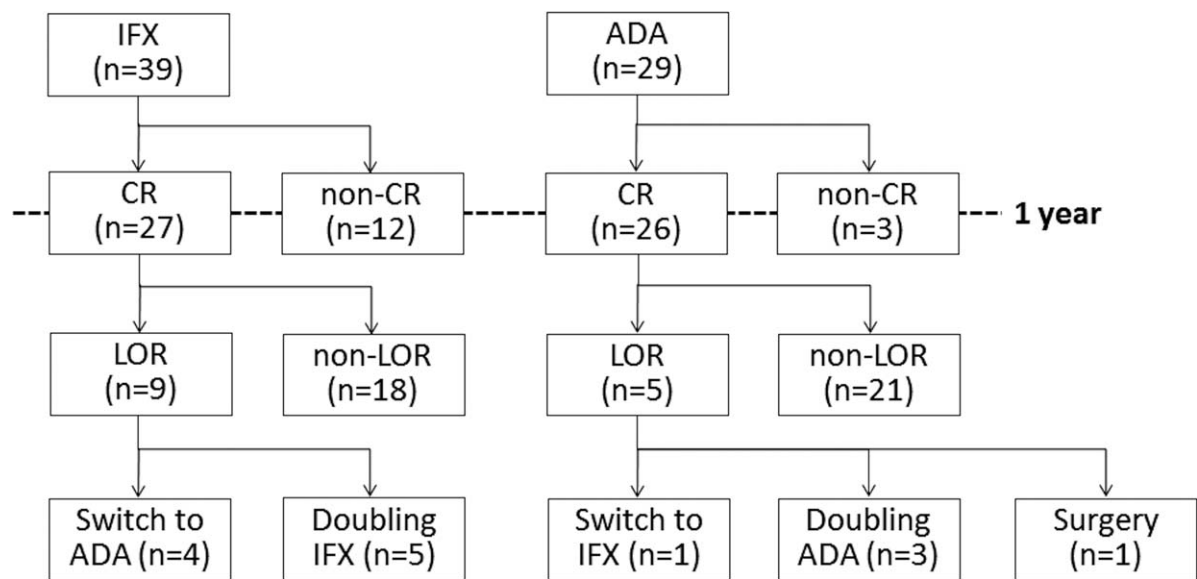 IFX
(n=39)
ADA
(n=29)
CR
(n=27)
non-CR
(n=12)
CR
(n=26)
non-CR
(n=3)
1 year
LOR
(n=9)
non-LOR
(n=18)
LOR
(n=5)
non-LOR
(n=21)
Switch to
ADA (n=4)
Doubling
IFX (n=5)
Switch to
IFX (n=1)
Doubling
ADA (n=3)
Surgery
(n=1)